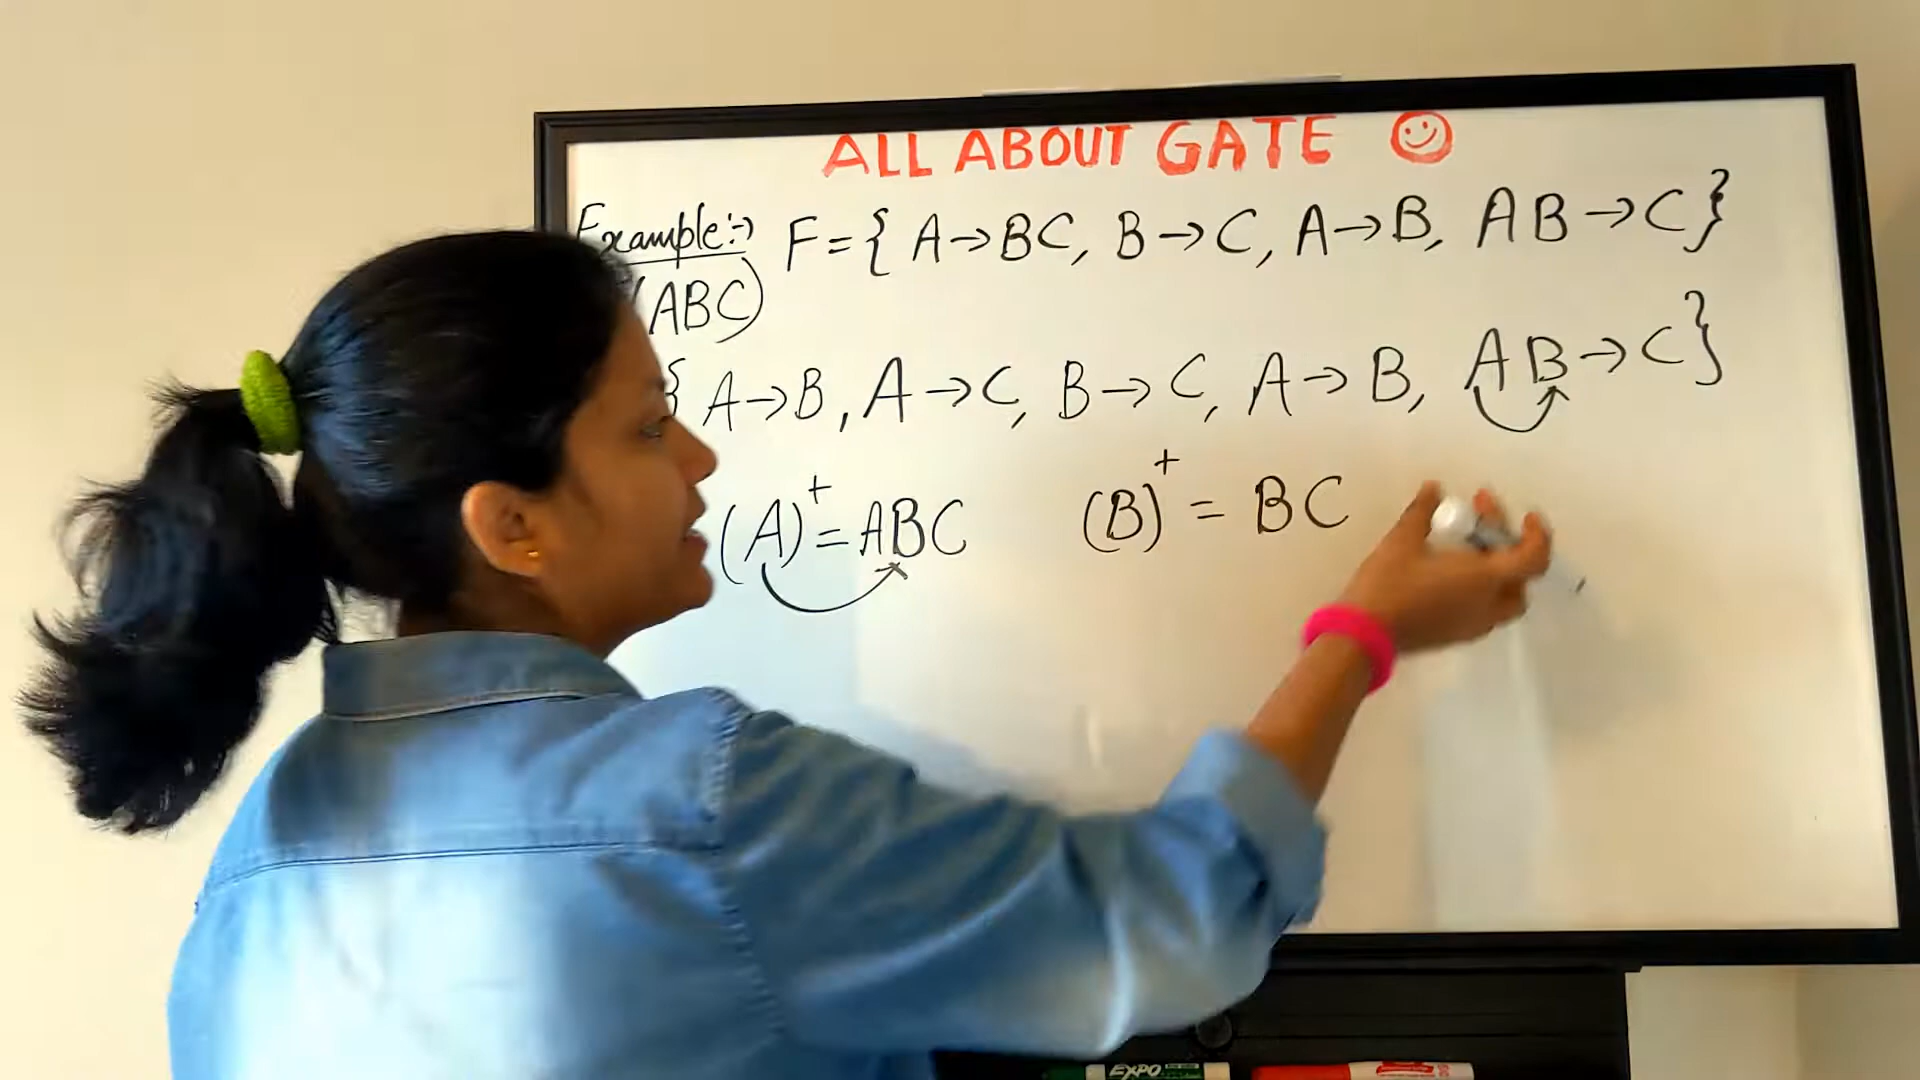 ALL ABOUT GATE ☺
Example:→ F = { A → BC, B → C, A → B, AB → C }
(ABC)
{ A → B, A → C, B → C, A → B, AB → C }
(A)⁺ = ABC (B)⁺ = BC
EXPO